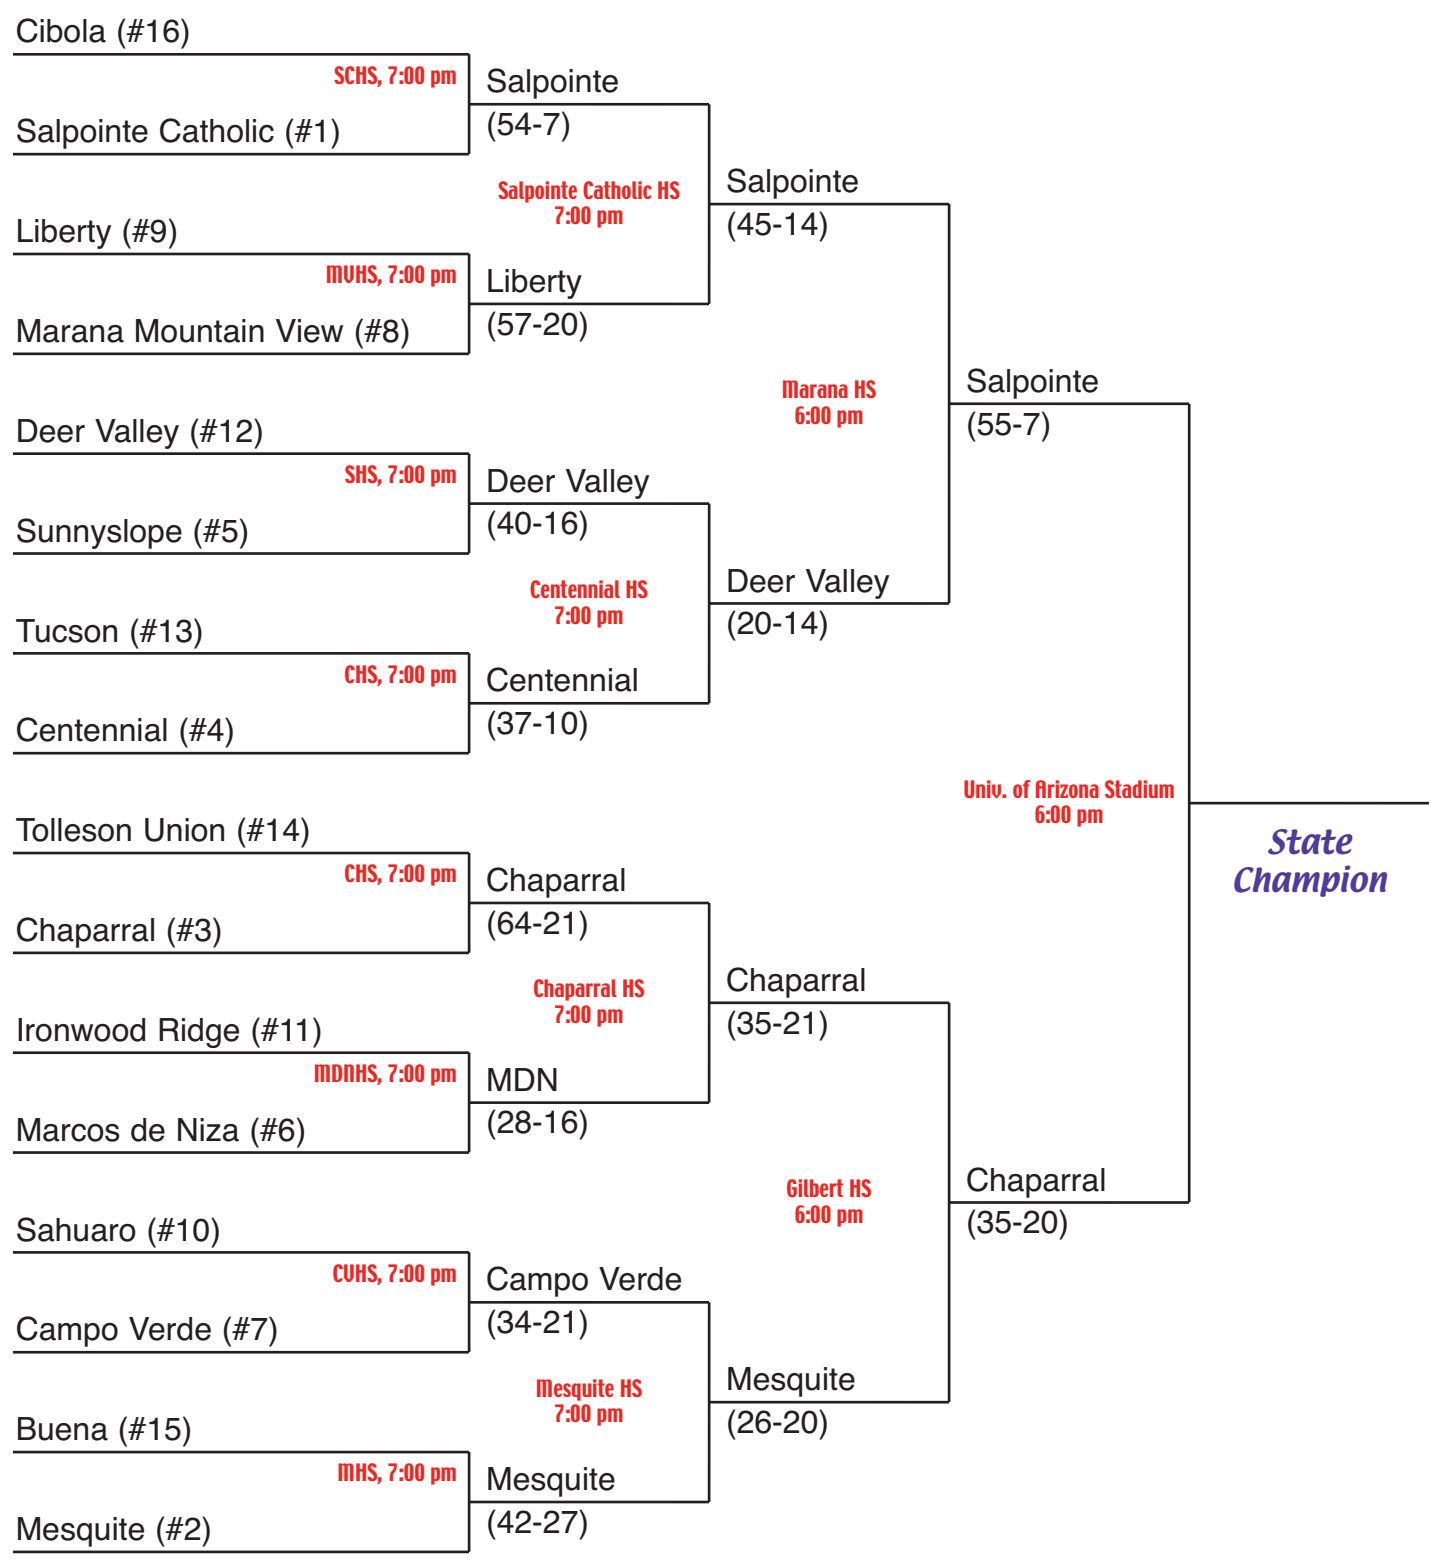 Cibola (#16)
SCHS, 7:00 pm
Salpointe Catholic (#1)
Salpointe
(54-7)
Salpointe Catholic HS
7:00 pm
Liberty (#9)
MVHS, 7:00 pm
Marana Mountain View (#8)
Liberty
(57-20)
Salpointe
(45-14)
Marana HS
6:00 pm
Deer Valley (#12)
SHS, 7:00 pm
Sunnyslope (#5)
Deer Valley
(40-16)
Centennial HS
7:00 pm
Tucson (#13)
CHS, 7:00 pm
Centennial (#4)
Centennial
(37-10)
Deer Valley
(20-14)
Salpointe
(55-7)
Univ. of Arizona Stadium
6:00 pm
State
Champion
Tolleson Union (#14)
CHS, 7:00 pm
Chaparral (#3)
Chaparral
(64-21)
Chaparral HS
7:00 pm
Ironwood Ridge (#11)
MDNHS, 7:00 pm
Marcos de Niza (#6)
MDN
(28-16)
Chaparral
(35-21)
Gilbert HS
6:00 pm
Chaparral
(35-20)
Sahuaro (#10)
CVHS, 7:00 pm
Campo Verde (#7)
Campo Verde
(34-21)
Mesquite HS
7:00 pm
Buena (#15)
MHS, 7:00 pm
Mesquite (#2)
Mesquite
(42-27)
Mesquite
(26-20)